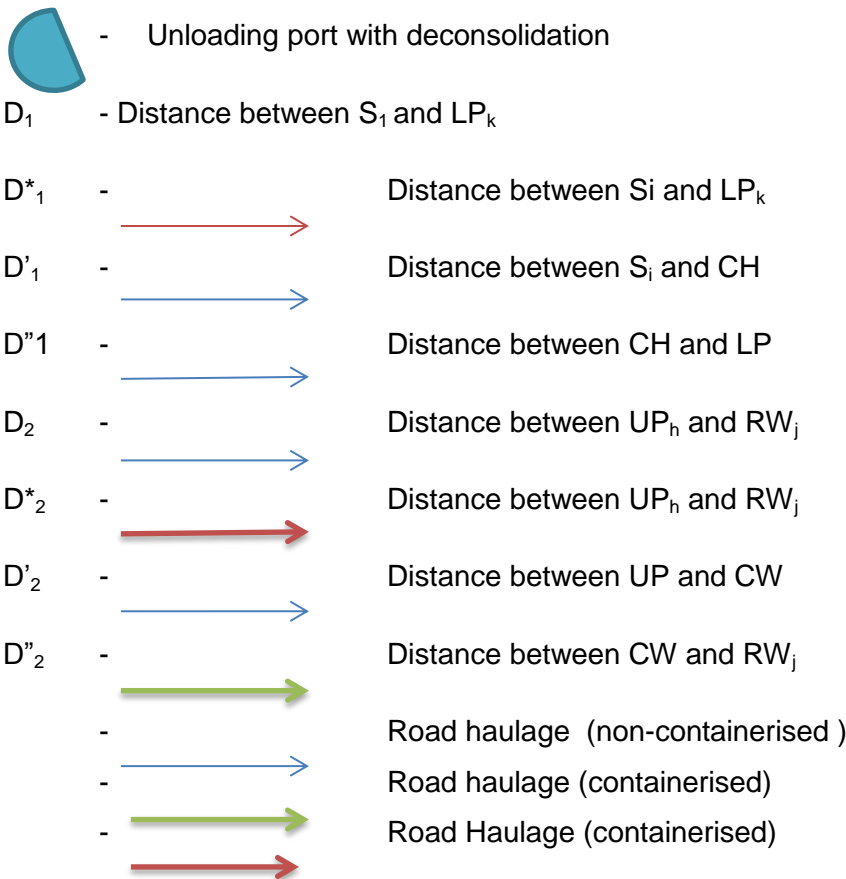 - Unloading port with deconsolidation
D₁ - Distance between S₁ and LPₖ
D*₁ - Distance between Si and LPₖ
D’₁ - Distance between Sᵢ and CH
D”1 - Distance between CH and LP
D₂ - Distance between UPₕ and RWⱼ
D*₂ - Distance between UPₕ and RWⱼ
D’₂ - Distance between UP and CW
D”₂ - Distance between CW and RWⱼ
- Road haulage (non-containerised )
- Road haulage (containerised)
- Road Haulage (containerised)